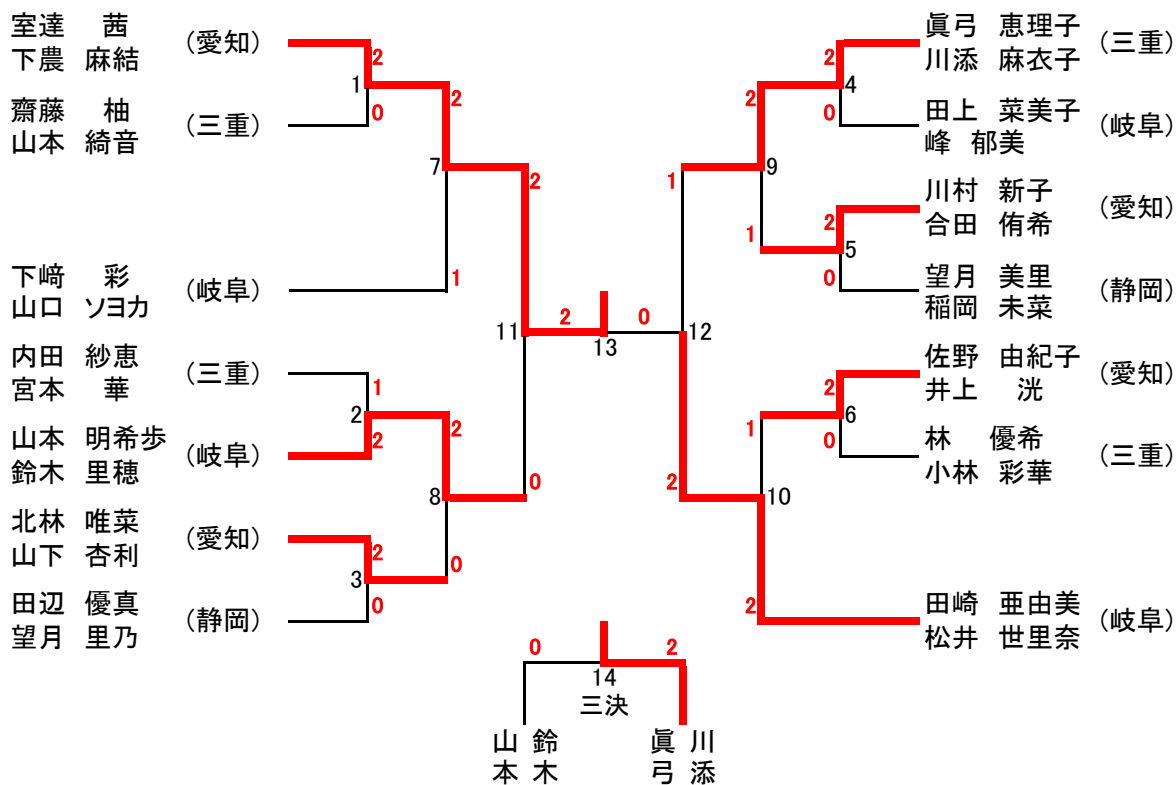 室達 茜
下農 麻結
(愛知)
齋藤 柚
山本 綺音
(三重)
下﨑 彩
山口 ソヨカ
(岐阜)
内田 紗恵
宮本 華
(三重)
山本 明希歩
鈴木 里穂
(岐阜)
北林 唯菜
山下 杏利
(愛知)
田辺 優真
望月 里乃
(静岡)
2
1
0
2
7
1
1
2
2
2
3
0
2
8
0
2
11
0
2
13
0
12
1
2
2
9
1
1
10
2
2
4
0
2
5
0
2
6
0
眞弓 恵理子
川添 麻衣子
(三重)
田上 菜美子
峰 郁美
(岐阜)
川村 新子
合田 侑希
(愛知)
望月 美里
稲岡 未菜
(静岡)
佐野 由紀子
井上 洸
(愛知)
林 優希
小林 彩華
(三重)
田崎 亜由美
松井 世里奈
(岐阜)
0
2
14
三決
山本
鈴木
眞弓
川添